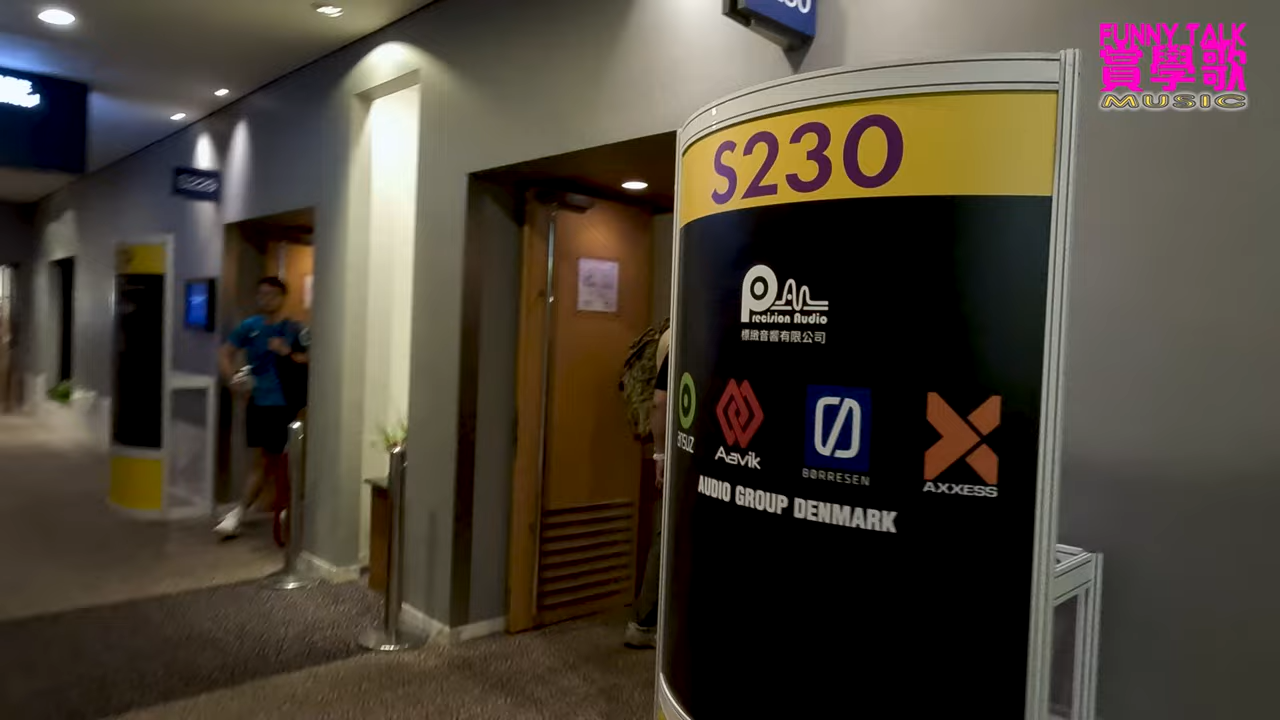 FUNNY TALK
賞學歌
MUSIC
S230
Precision Audio
標緻音響有限公司
ansuz
Aavik
BØRRESEN
AXXESS
AUDIO GROUP DENMARK